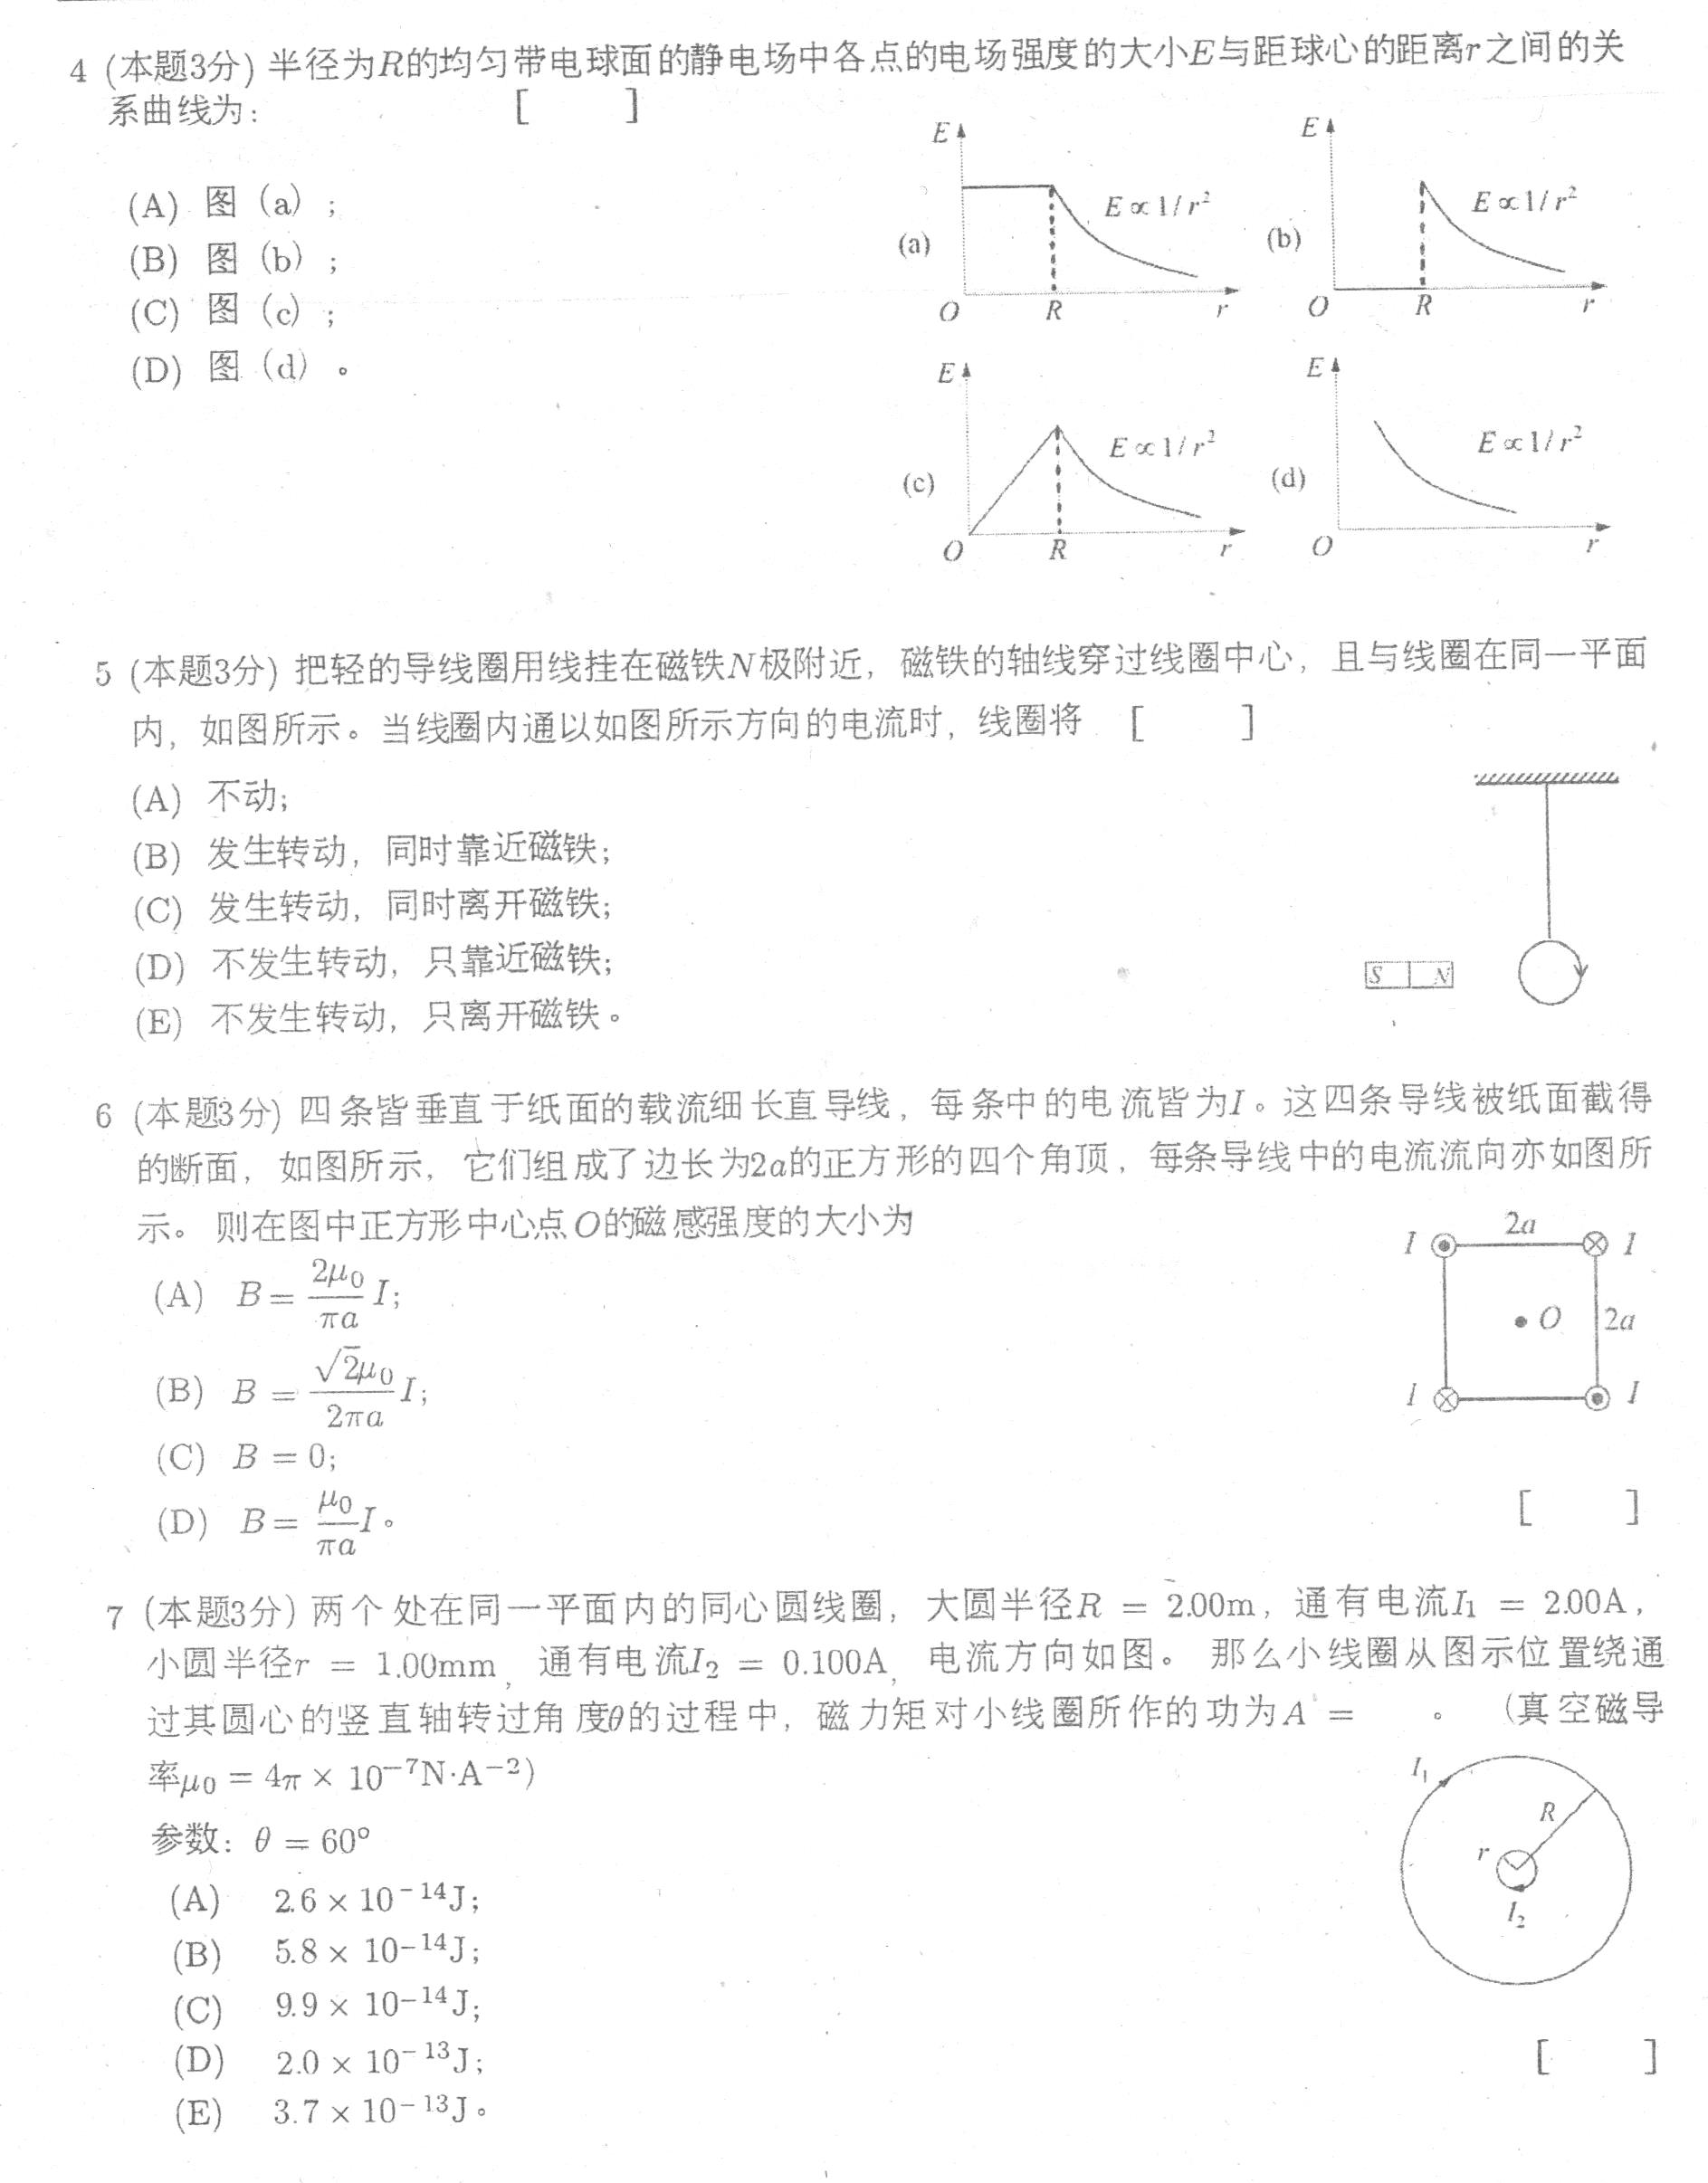 4 (本题3分) 半径为R的均匀带电球面的静电场中各点的电场强度的大小E与距球心的距离r之间的关
系曲线为: [ ]
(A) 图 (a) ;
(B) 图 (b) ;
(C) 图 (c) ;
(D) 图 (d) 。
E
E∝1/r²
(a)
O R r
E
E∝1/r²
(b)
O R r
E
E∝1/r²
(c)
O R r
E
E∝1/r²
(d)
O r
5 (本题3分) 把轻的导线圈用线挂在磁铁N极附近, 磁铁的轴线穿过线圈中心, 且与线圈在同一平面
内, 如图所示。当线圈内通以如图所示方向的电流时, 线圈将 [ ]
(A) 不动;
(B) 发生转动, 同时靠近磁铁;
(C) 发生转动, 同时离开磁铁;
(D) 不发生转动, 只靠近磁铁;
(E) 不发生转动, 只离开磁铁。
S N
6 (本题3分) 四条皆垂直于纸面的载流细长直导线, 每条中的电流皆为I。这四条导线被纸面截得
的断面, 如图所示, 它们组成了边长为2a的正方形的四个角顶, 每条导线中的电流流向亦如图所
示。 则在图中正方形中心点O的磁感强度的大小为
(A) B = 2μ₀/πa I;
(B) B = √2μ₀/2πa I;
(C) B = 0;
(D) B = μ₀/πa I。
[ ]
I 2a I
O 2a
I I
7 (本题3分) 两个处在同一平面内的同心圆线圈, 大圆半径R = 2.00m, 通有电流I₁ = 2.00A,
小圆半径r = 1.00mm, 通有电流I₂ = 0.100A, 电流方向如图。 那么小线圈从图示位置绕通
过其圆心的竖直轴转过角度θ的过程中, 磁力矩对小线圈所作的功为A = 。 (真空磁导
率μ₀ = 4π × 10⁻⁷N·A⁻²)
参数: θ = 60°
(A) 2.6 × 10⁻¹⁴J;
(B) 5.8 × 10⁻¹⁴J;
(C) 9.9 × 10⁻¹⁴J;
(D) 2.0 × 10⁻¹³J;
(E) 3.7 × 10⁻¹³J。
[ ]
I₁
R
r
I₂